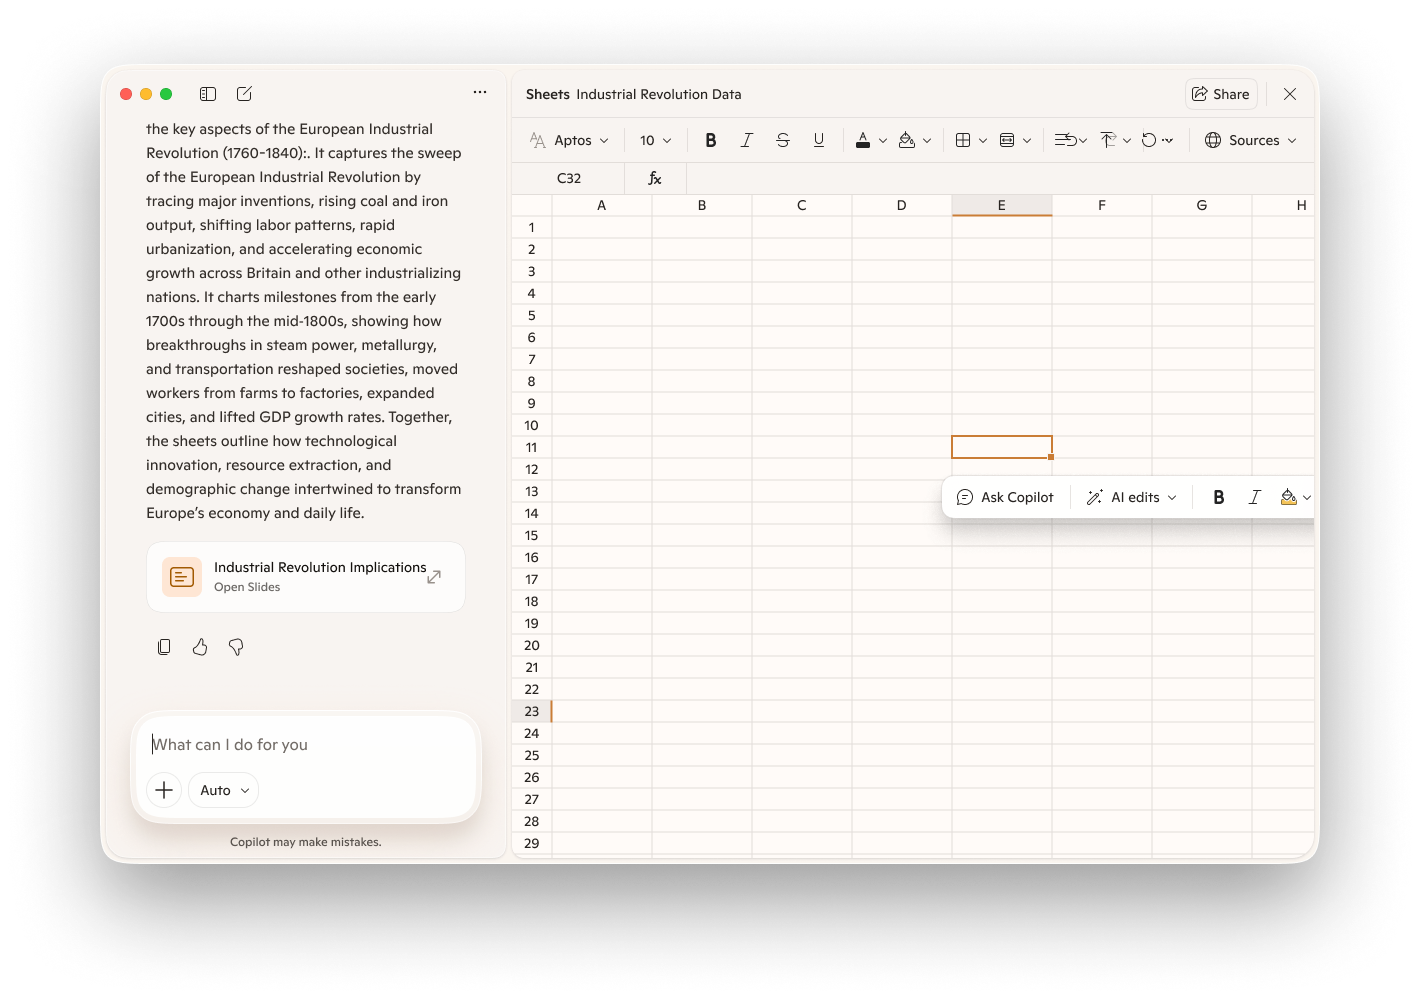 the key aspects of the European Industrial
Revolution (1760-1840):. It captures the sweep
of the European Industrial Revolution by
tracing major inventions, rising coal and iron
output, shifting labor patterns, rapid
urbanization, and accelerating economic
growth across Britain and other industrializing
nations. It charts milestones from the early
1700s through the mid-1800s, showing how
breakthroughs in steam power, metallurgy,
and transportation reshaped societies, moved
workers from farms to factories, expanded
cities, and lifted GDP growth rates. Together,
the sheets outline how technological
innovation, resource extraction, and
demographic change intertwined to transform
Europe’s economy and daily life.
Industrial Revolution Implications
Open Slides
What can I do for you
Auto
Copilot may make mistakes.
Sheets Industrial Revolution Data
Share
Aptos 10 B I S U A Sources
C32 fx
A B C D E F G H
1
2
3
4
5
6
7
8
9
10
11
12
13
14
15
16
17
18
19
20
21
22
23
24
25
26
27
28
29
Ask Copilot AI edits B I